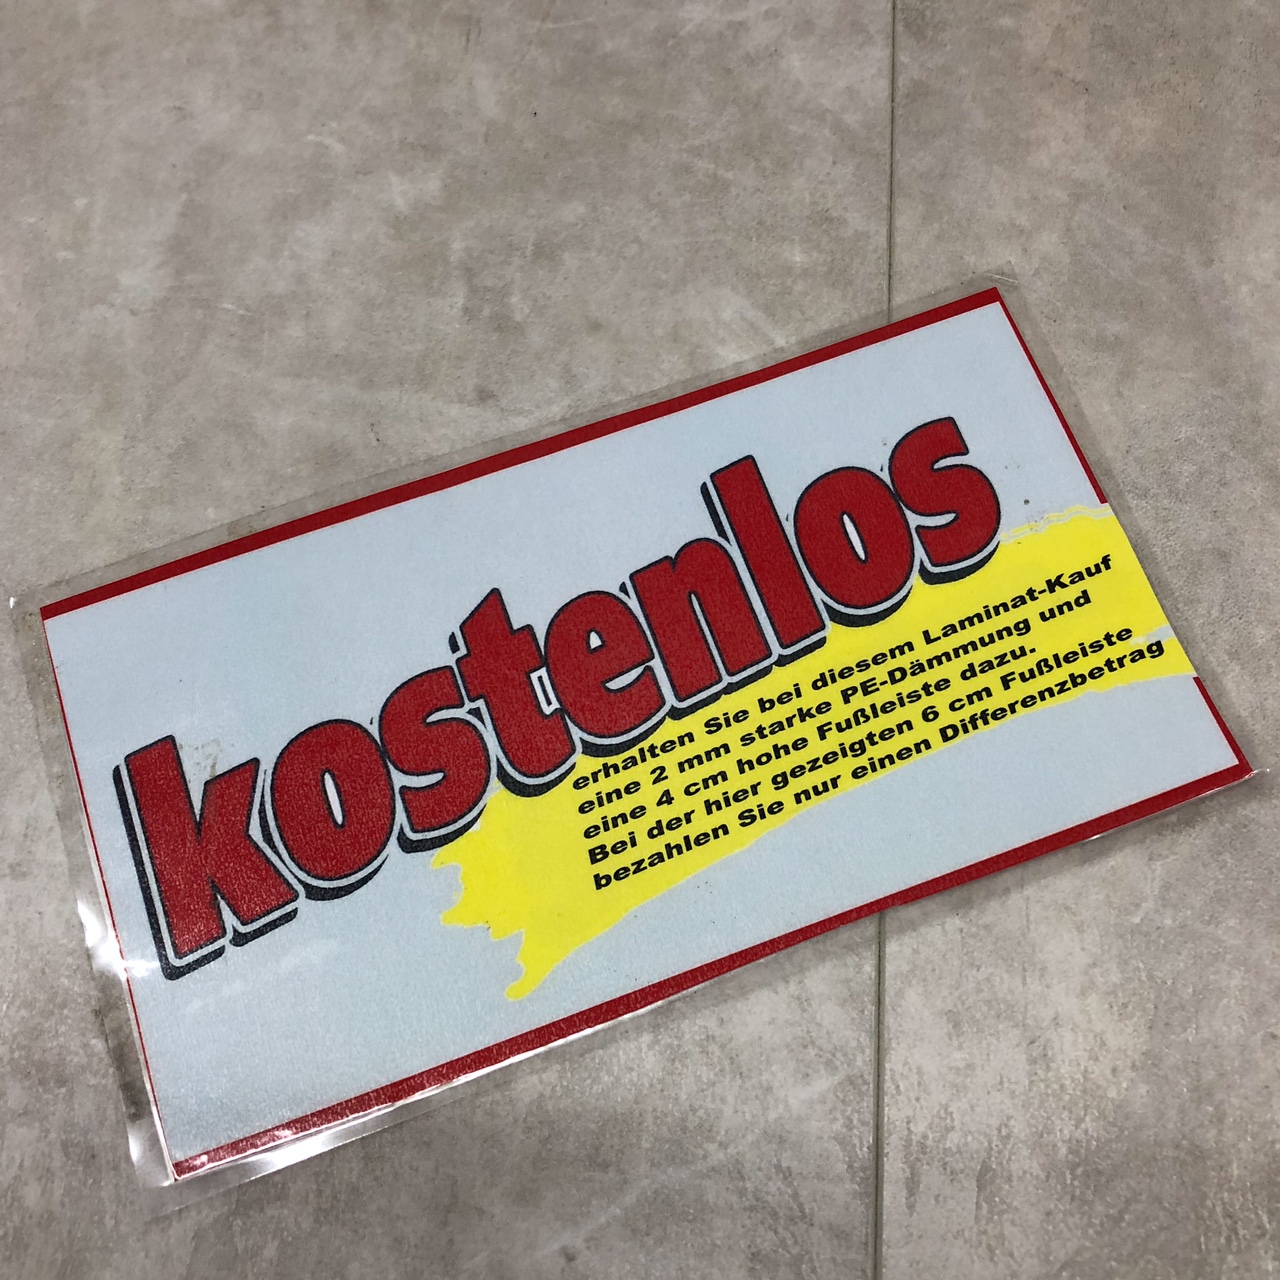 kostenlos
erhalten Sie bei diesem Laminat-Kauf
eine 2 mm starke PE-Dämmung und
eine 4 cm hohe Fußleiste dazu.
Bei der hier gezeigten 6 cm Fußleiste
bezahlen Sie nur einen Differenzbetrag